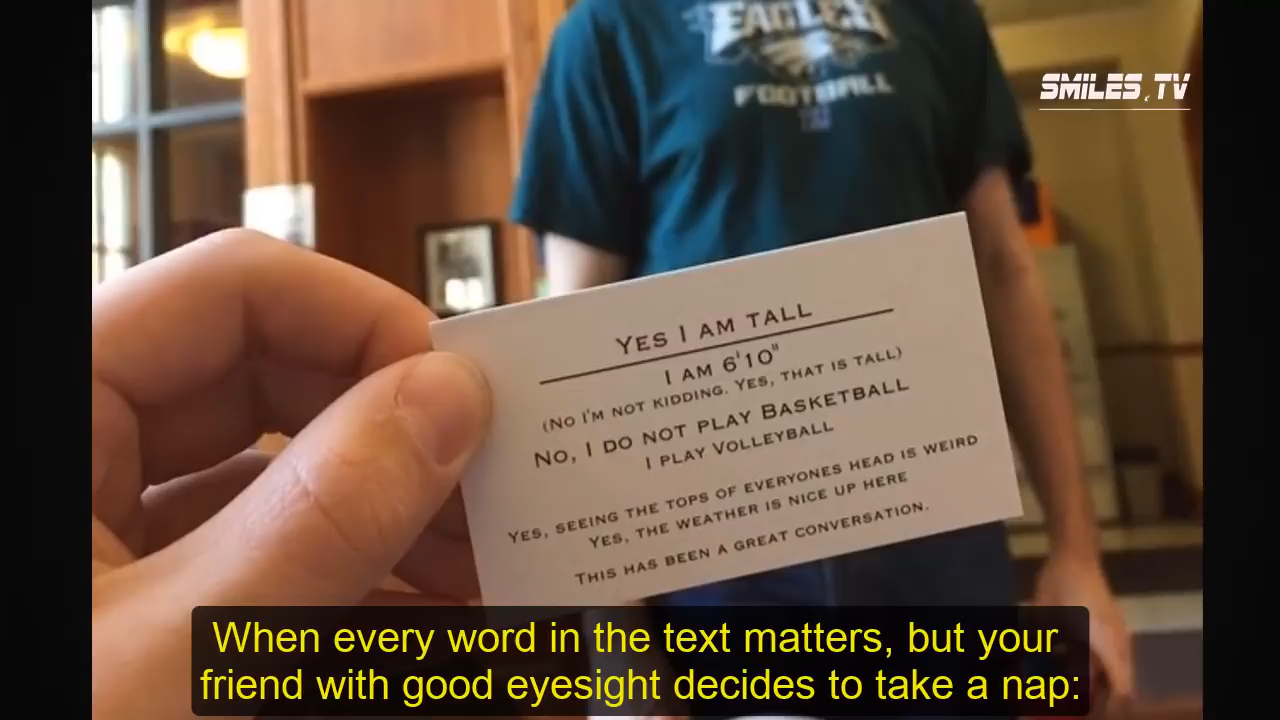 EAGLES
FOOTBALL
SMILES.TV
YES I AM TALL
I AM 6'10"
(NO I'M NOT KIDDING. YES, THAT IS TALL)
NO, I DO NOT PLAY BASKETBALL
I PLAY VOLLEYBALL
YES, SEEING THE TOPS OF EVERYONES HEAD IS WEIRD
YES, THE WEATHER IS NICE UP HERE
THIS HAS BEEN A GREAT CONVERSATION.
When every word in the text matters, but your
friend with good eyesight decides to take a nap: